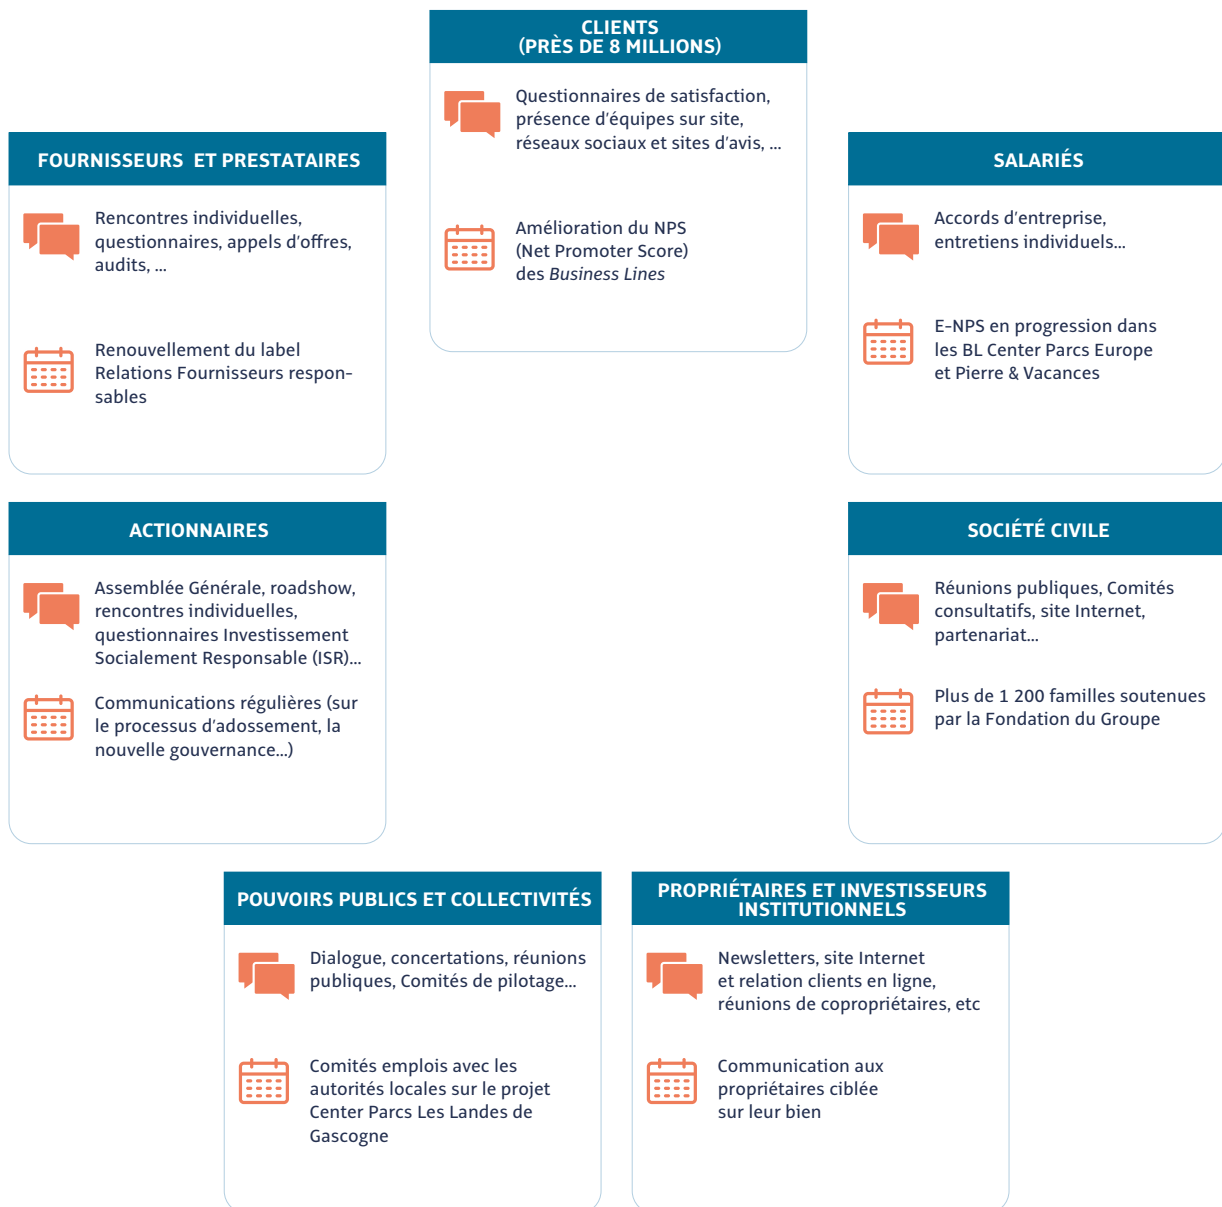 CLIENTS
(PRÈS DE 8 MILLIONS)
Questionnaires de satisfaction,
présence d'équipes sur site,
réseaux sociaux et sites d'avis, ...
Amélioration du NPS
(Net Promoter Score)
des Business Lines
FOURNISSEURS ET PRESTATAIRES
Rencontres individuelles,
questionnaires, appels d'offres,
audits, ...
Renouvellement du label
Relations Fournisseurs respon-
sables
SALARIÉS
Accords d'entreprise,
entretiens individuels...
E-NPS en progression dans
les BL Center Parcs Europe
et Pierre & Vacances
ACTIONNAIRES
Assemblée Générale, roadshow,
rencontres individuelles,
questionnaires Investissement
Socialement Responsable (ISR)...
Communications régulières (sur
le processus d'adossement, la
nouvelle gouvernance...)
SOCIÉTÉ CIVILE
Réunions publiques, Comités
consultatifs, site Internet,
partenariat...
Plus de 1 200 familles soutenues
par la Fondation du Groupe
POUVOIRS PUBLICS ET COLLECTIVITÉS
Dialogue, concertations, réunions
publiques, Comités de pilotage...
Comités emplois avec les
autorités locales sur le projet
Center Parcs Les Landes de
Gascogne
PROPRIÉTAIRES ET INVESTISSEURS
INSTITUTIONNELS
Newsletters, site Internet
et relation clients en ligne,
réunions de copropriétaires, etc
Communication aux
propriétaires ciblée
sur leur bien